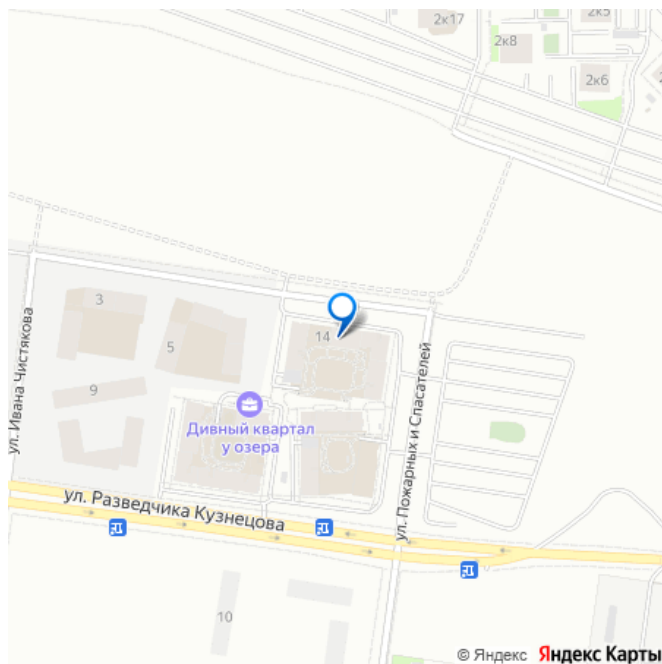 2к17
2к5
2к8
2к6
3
14
5
ул. Ивана Чистякова
ул. Пожарных и Спасателей
9
Дивный квартал
у озера
ул. Разведчика Кузнецова
10
© Яндекс Яндекс Карты